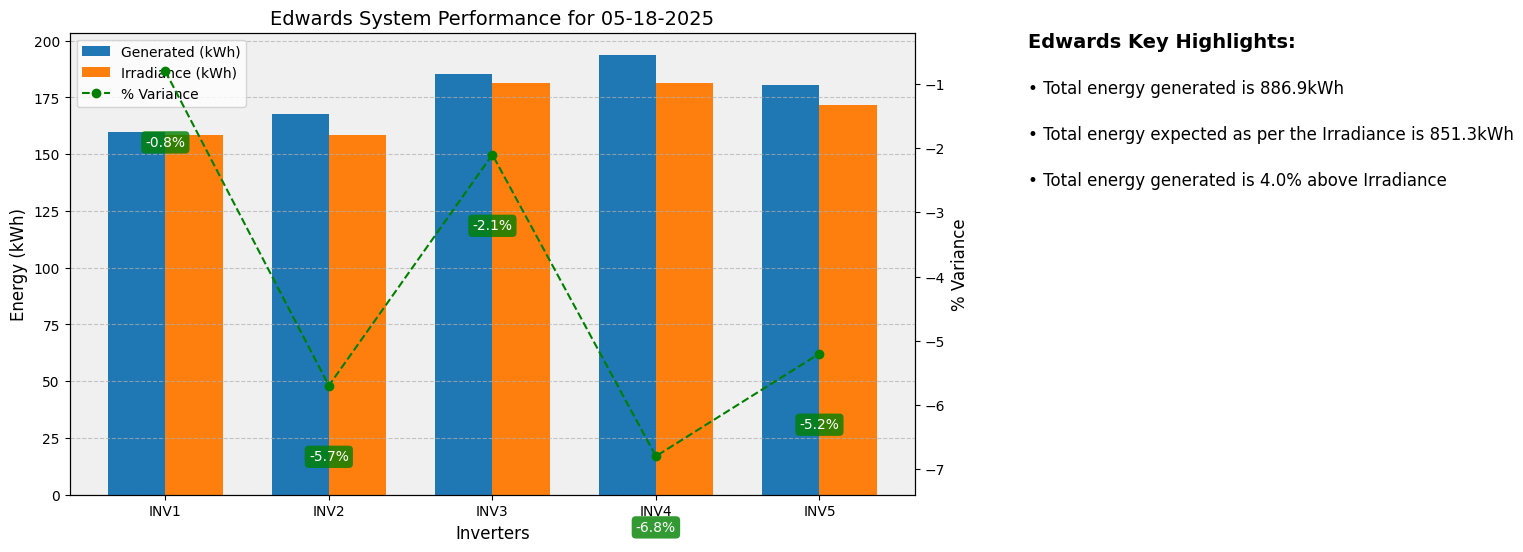 Edwards System Performance for 05-18-2025
Generated (kWh)
Irradiance (kWh)
% Variance
Energy (kWh)
200
175
150
125
100
75
50
25
0
-0.8%
-5.7%
-2.1%
-6.8%
-5.2%
−1
−2
−3
−4
−5
−6
−7
% Variance
INV1 INV2 INV3 INV4 INV5
Inverters
Edwards Key Highlights:
• Total energy generated is 886.9kWh
• Total energy expected as per the Irradiance is 851.3kWh
• Total energy generated is 4.0% above Irradiance